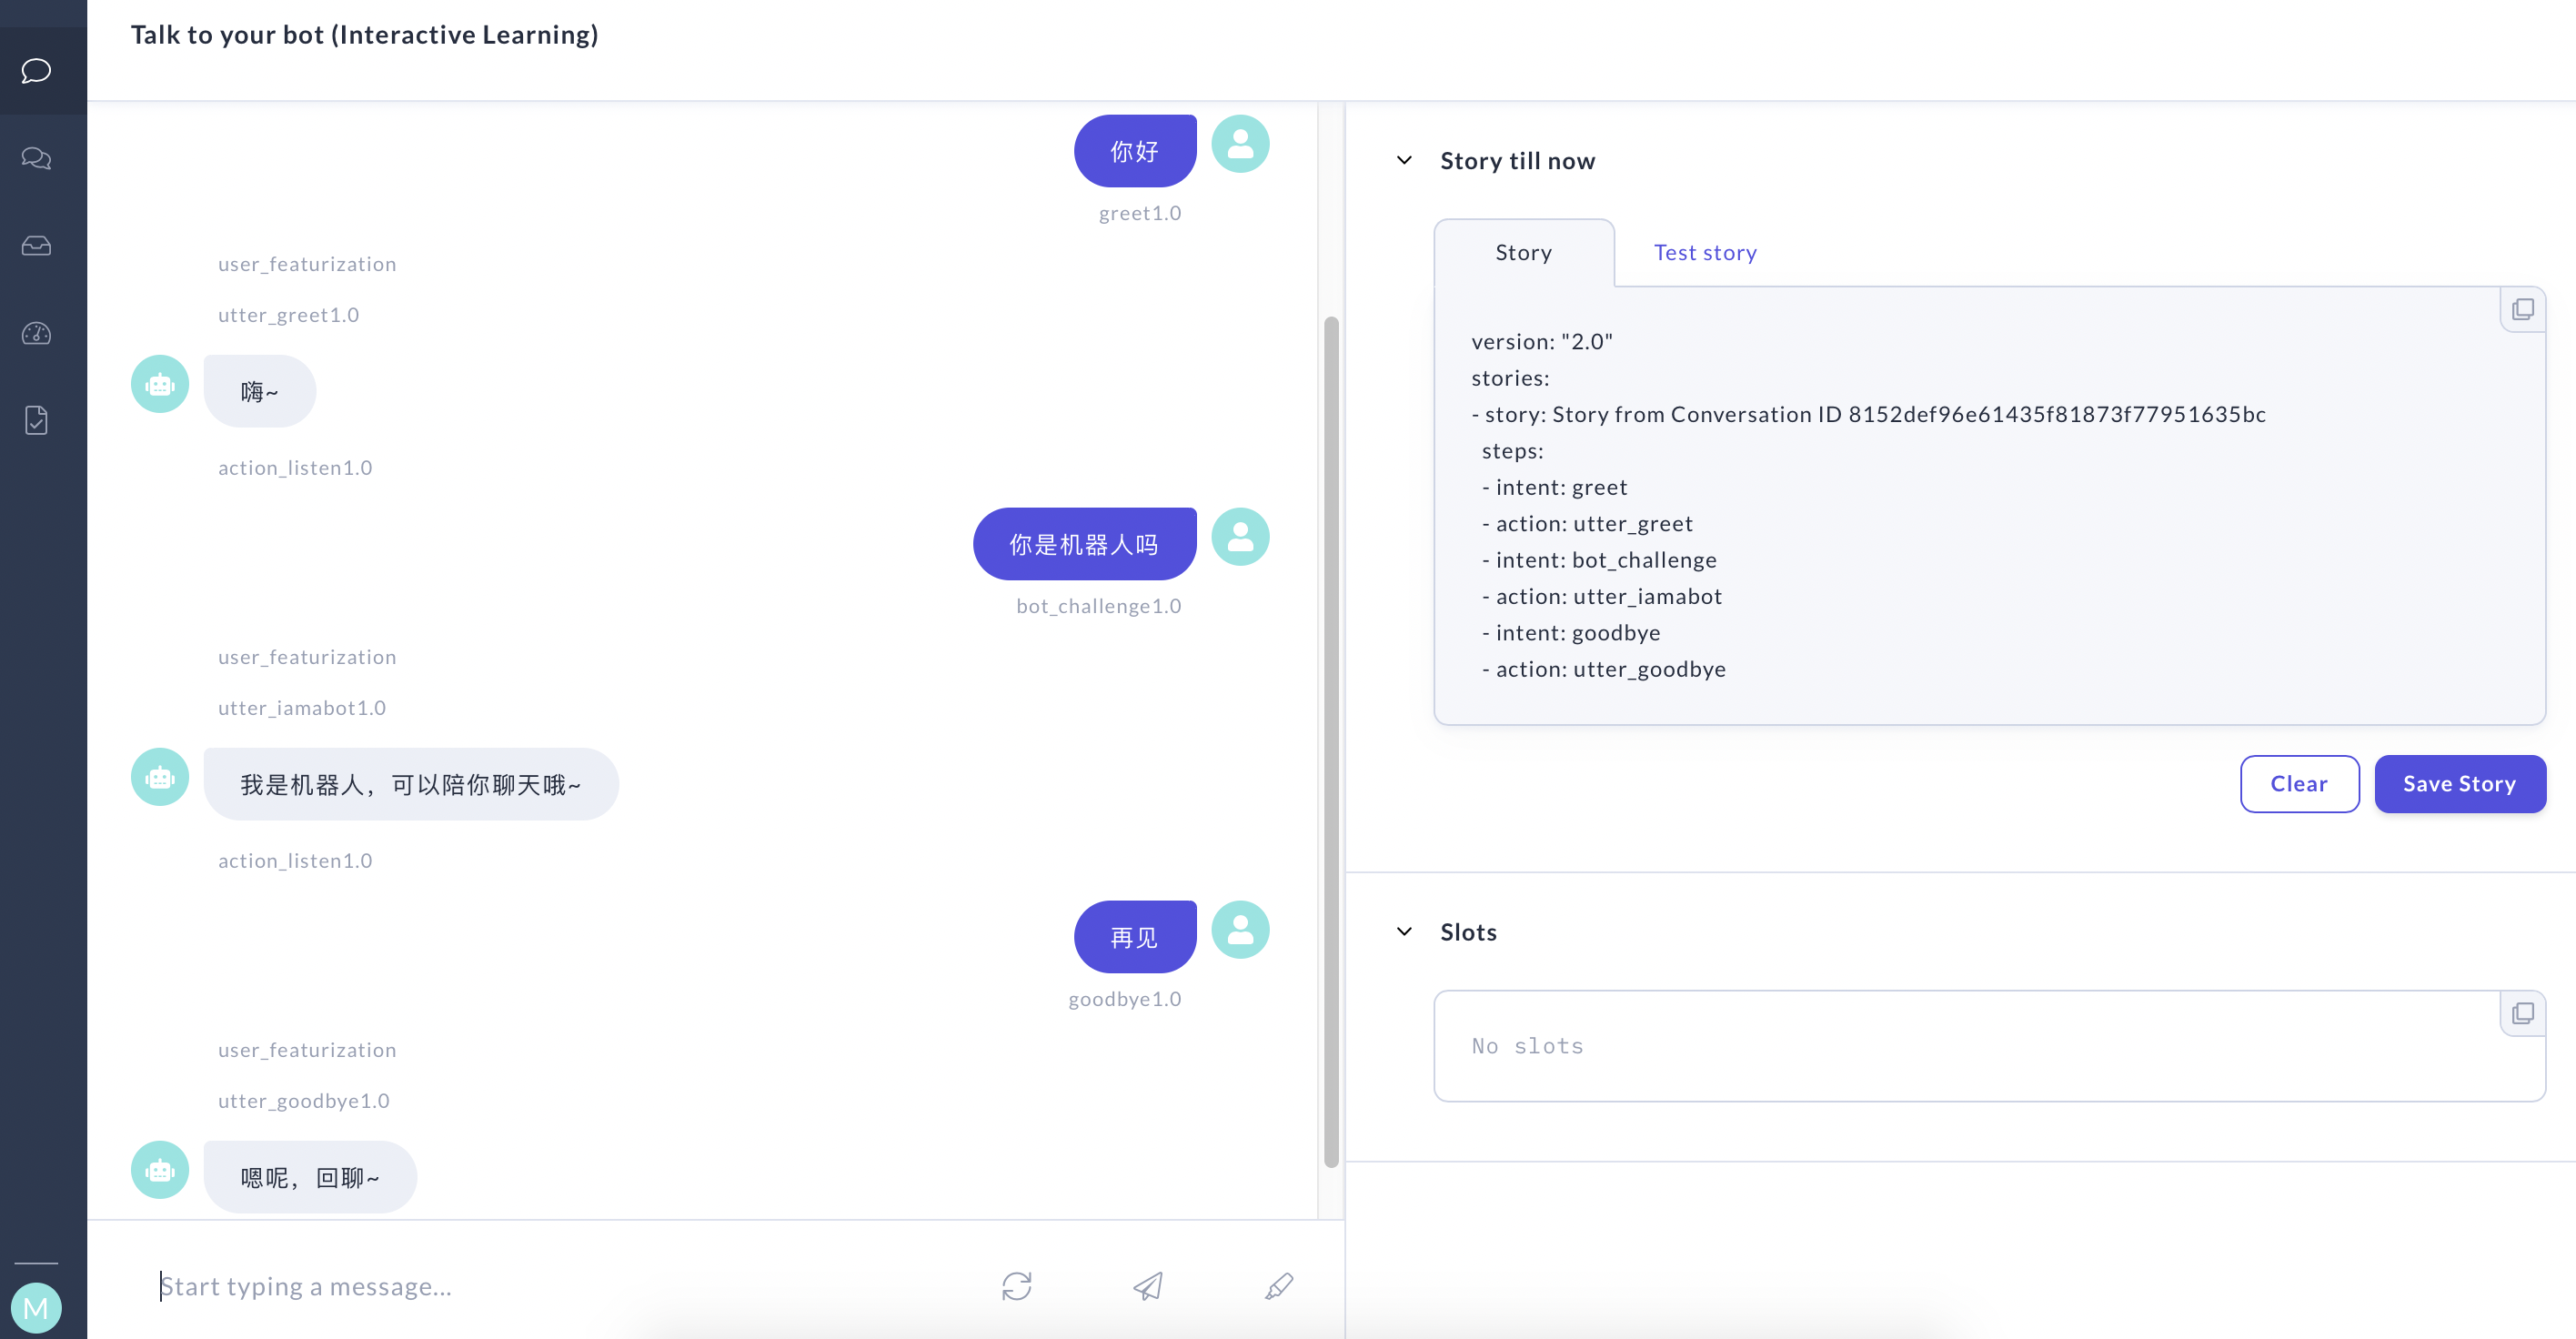 Talk to your bot (Interactive Learning)
你好
greet1.0
user_featurization
utter_greet1.0
嗨~
action_listen1.0
你是机器人吗
bot_challenge1.0
user_featurization
utter_iamabot1.0
我是机器人，可以陪你聊天哦~
action_listen1.0
再见
goodbye1.0
user_featurization
utter_goodbye1.0
嗯呢，回聊~
Start typing a message...
M
Story till now
Story
Test story
version: "2.0"
stories:
- story: Story from Conversation ID 8152def96e61435f81873f77951635bc
steps:
- intent: greet
- action: utter_greet
- intent: bot_challenge
- action: utter_iamabot
- intent: goodbye
- action: utter_goodbye
Clear
Save Story
Slots
No slots